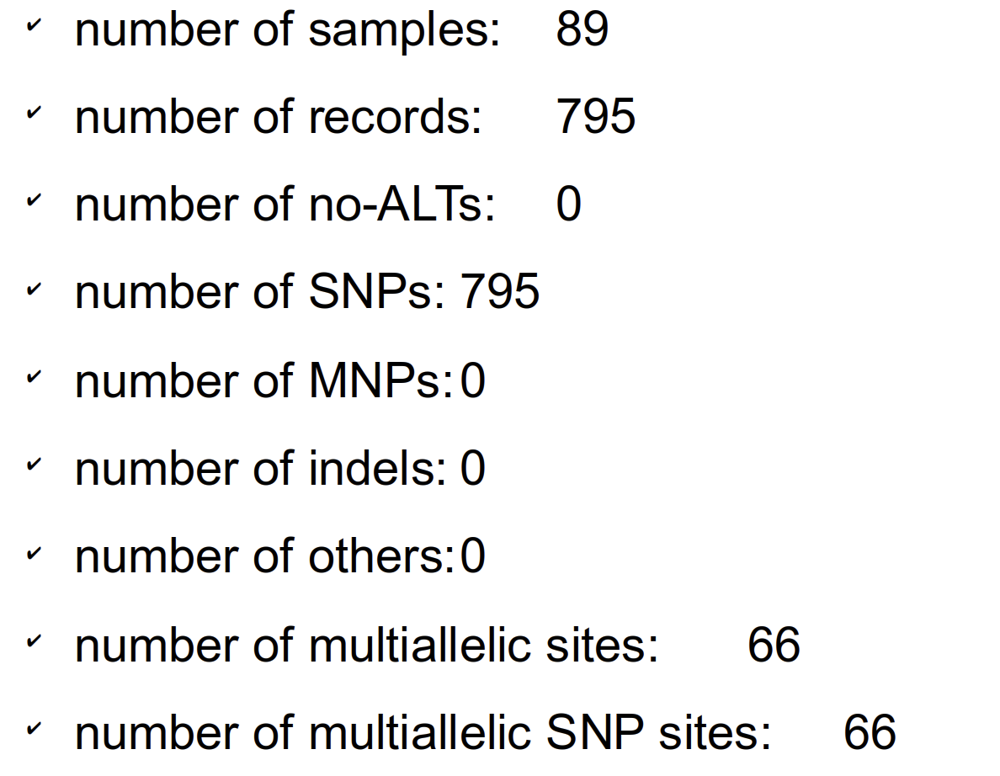 ✔ number of samples: 89
✔ number of records: 795
✔ number of no-ALTs: 0
✔ number of SNPs: 795
✔ number of MNPs: 0
✔ number of indels: 0
✔ number of others: 0
✔ number of multiallelic sites: 66
✔ number of multiallelic SNP sites: 66